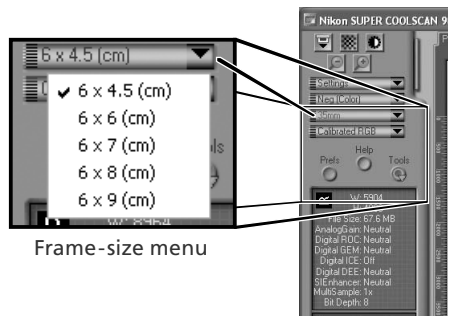 6 x 4.5 (cm)
6 x 4.5 (cm)
6 x 6 (cm)
6 x 7 (cm)
6 x 8 (cm)
6 x 9 (cm)
W: 8964
Frame-size menu
Nikon SUPER COOLSCAN 9
Settings
Neg (Color)
35mm
Calibrated RGB
Prefs
Help
Tools
W: 5904
File Size: 67.6 MB
AnalogGain: Neutral
Digital ROC: Neutral
Digital GEM: Neutral
Digital ICE: Off
Digital DEE: Neutral
SIEnhancer: Neutral
MultiSample: 1x
Bit Depth: 8